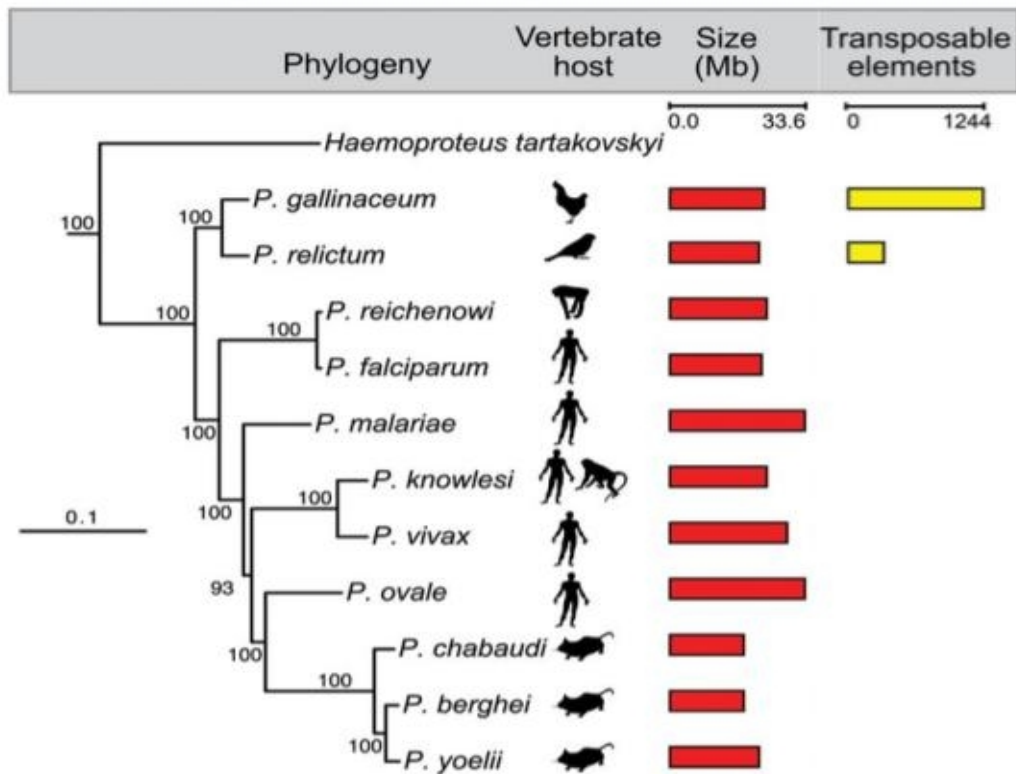 Phylogeny
Vertebrate host
Size (Mb)
Transposable elements
0.0 33.6
0 1244
Haemoproteus tartakovskyi
100
P. gallinaceum
100
P. relictum
100
P. reichenowi
100
P. falciparum
P. malariae
100
P. knowlesi
100
100
P. vivax
0.1
93
P. ovale
100
P. chabaudi
100
P. berghei
100
P. yoelii